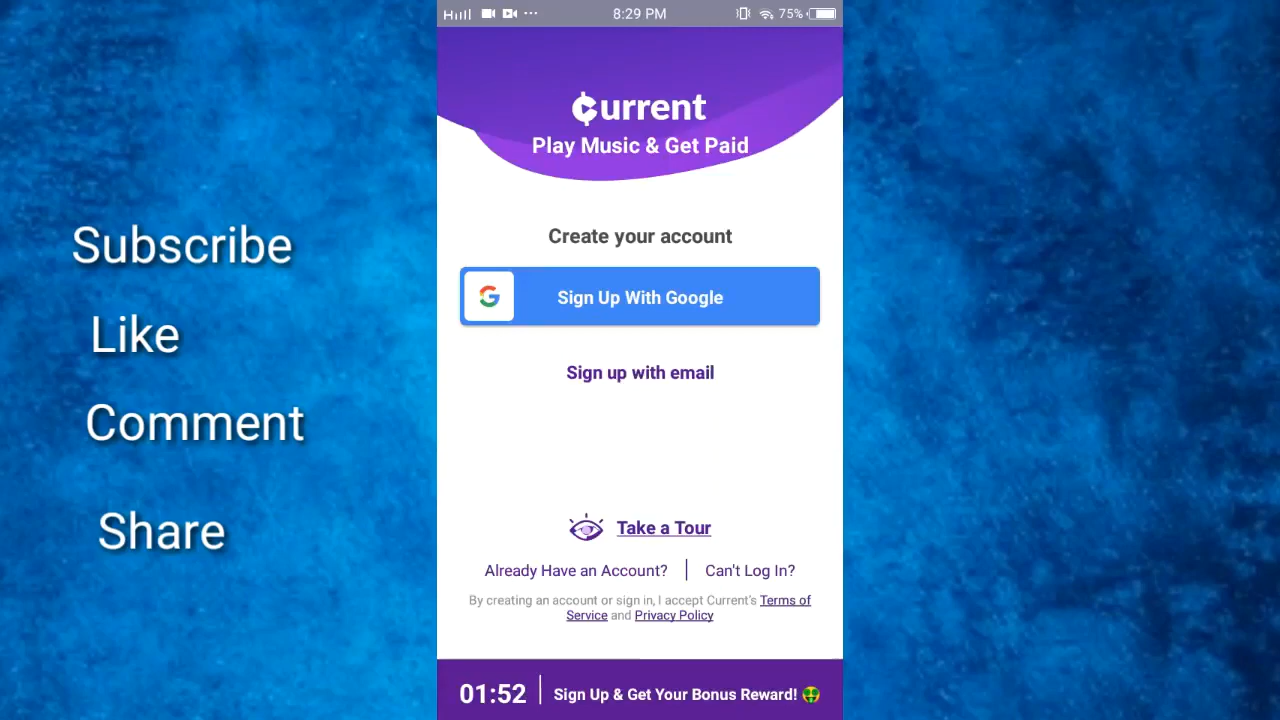 Subscribe
Like
Comment
Share
8:29 PM
75%
Current
Play Music & Get Paid
Create your account
Sign Up With Google
Sign up with email
Take a Tour
Already Have an Account? | Can't Log In?
By creating an account or sign in, I accept Current's Terms of
Service and Privacy Policy
01:52 | Sign Up & Get Your Bonus Reward! 🤑